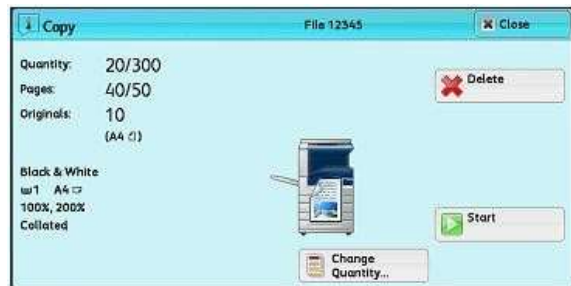 Copy
File 12345
Close
Quantity: 20/300
Pages: 40/50
Originals: 10
(A4)
Delete
Black & White
1 A4
100%, 200%
Collated
Start
Change
Quantity...